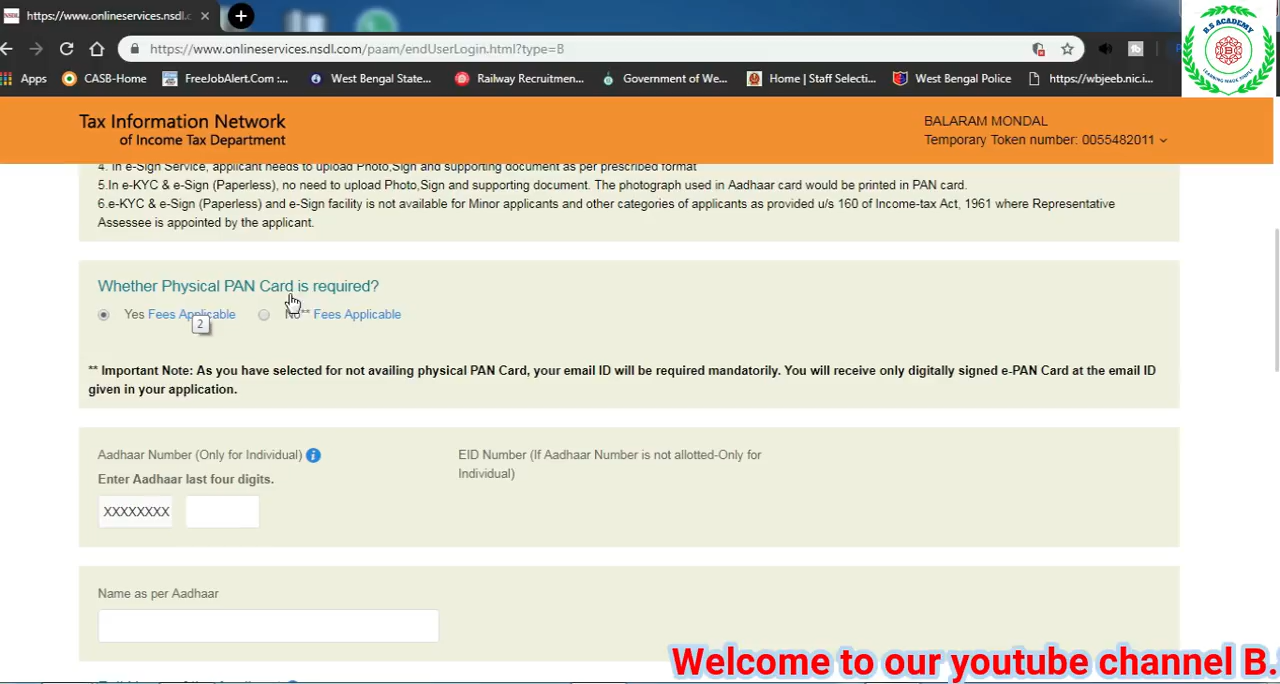 https://www.onlineservices.nsdl.c
https://www.onlineservices.nsdl.com/paam/endUserLogin.html?type=B
B.S ACADEMY
B
LEARNING MADE SIMPLE
Apps
CASB-Home
FreeJobAlert.Com :...
West Bengal State...
Railway Recruitmen...
Government of We...
Home | Staff Selecti...
West Bengal Police
https://wbjeeb.nic.i...
Tax Information Network
of Income Tax Department
BALARAM MONDAL
Temporary Token number: 0055482011
4. In e-Sign Service, applicant needs to upload Photo,Sign and supporting document as per prescribed format
5.In e-KYC & e-Sign (Paperless), no need to upload Photo,Sign and supporting document. The photograph used in Aadhaar card would be printed in PAN card.
6.e-KYC & e-Sign (Paperless) and e-Sign facility is not available for Minor applicants and other categories of applicants as provided u/s 160 of Income-tax Act, 1961 where Representative
Assessee is appointed by the applicant.
Whether Physical PAN Card is required?
Yes Fees Applicable
No** Fees Applicable
2
** Important Note: As you have selected for not availing physical PAN Card, your email ID will be required mandatorily. You will receive only digitally signed e-PAN Card at the email ID
given in your application.
Aadhaar Number (Only for Individual)
EID Number (If Aadhaar Number is not allotted-Only for
Individual)
Enter Aadhaar last four digits.
XXXXXXXX
Name as per Aadhaar
Welcome to our youtube channel B.